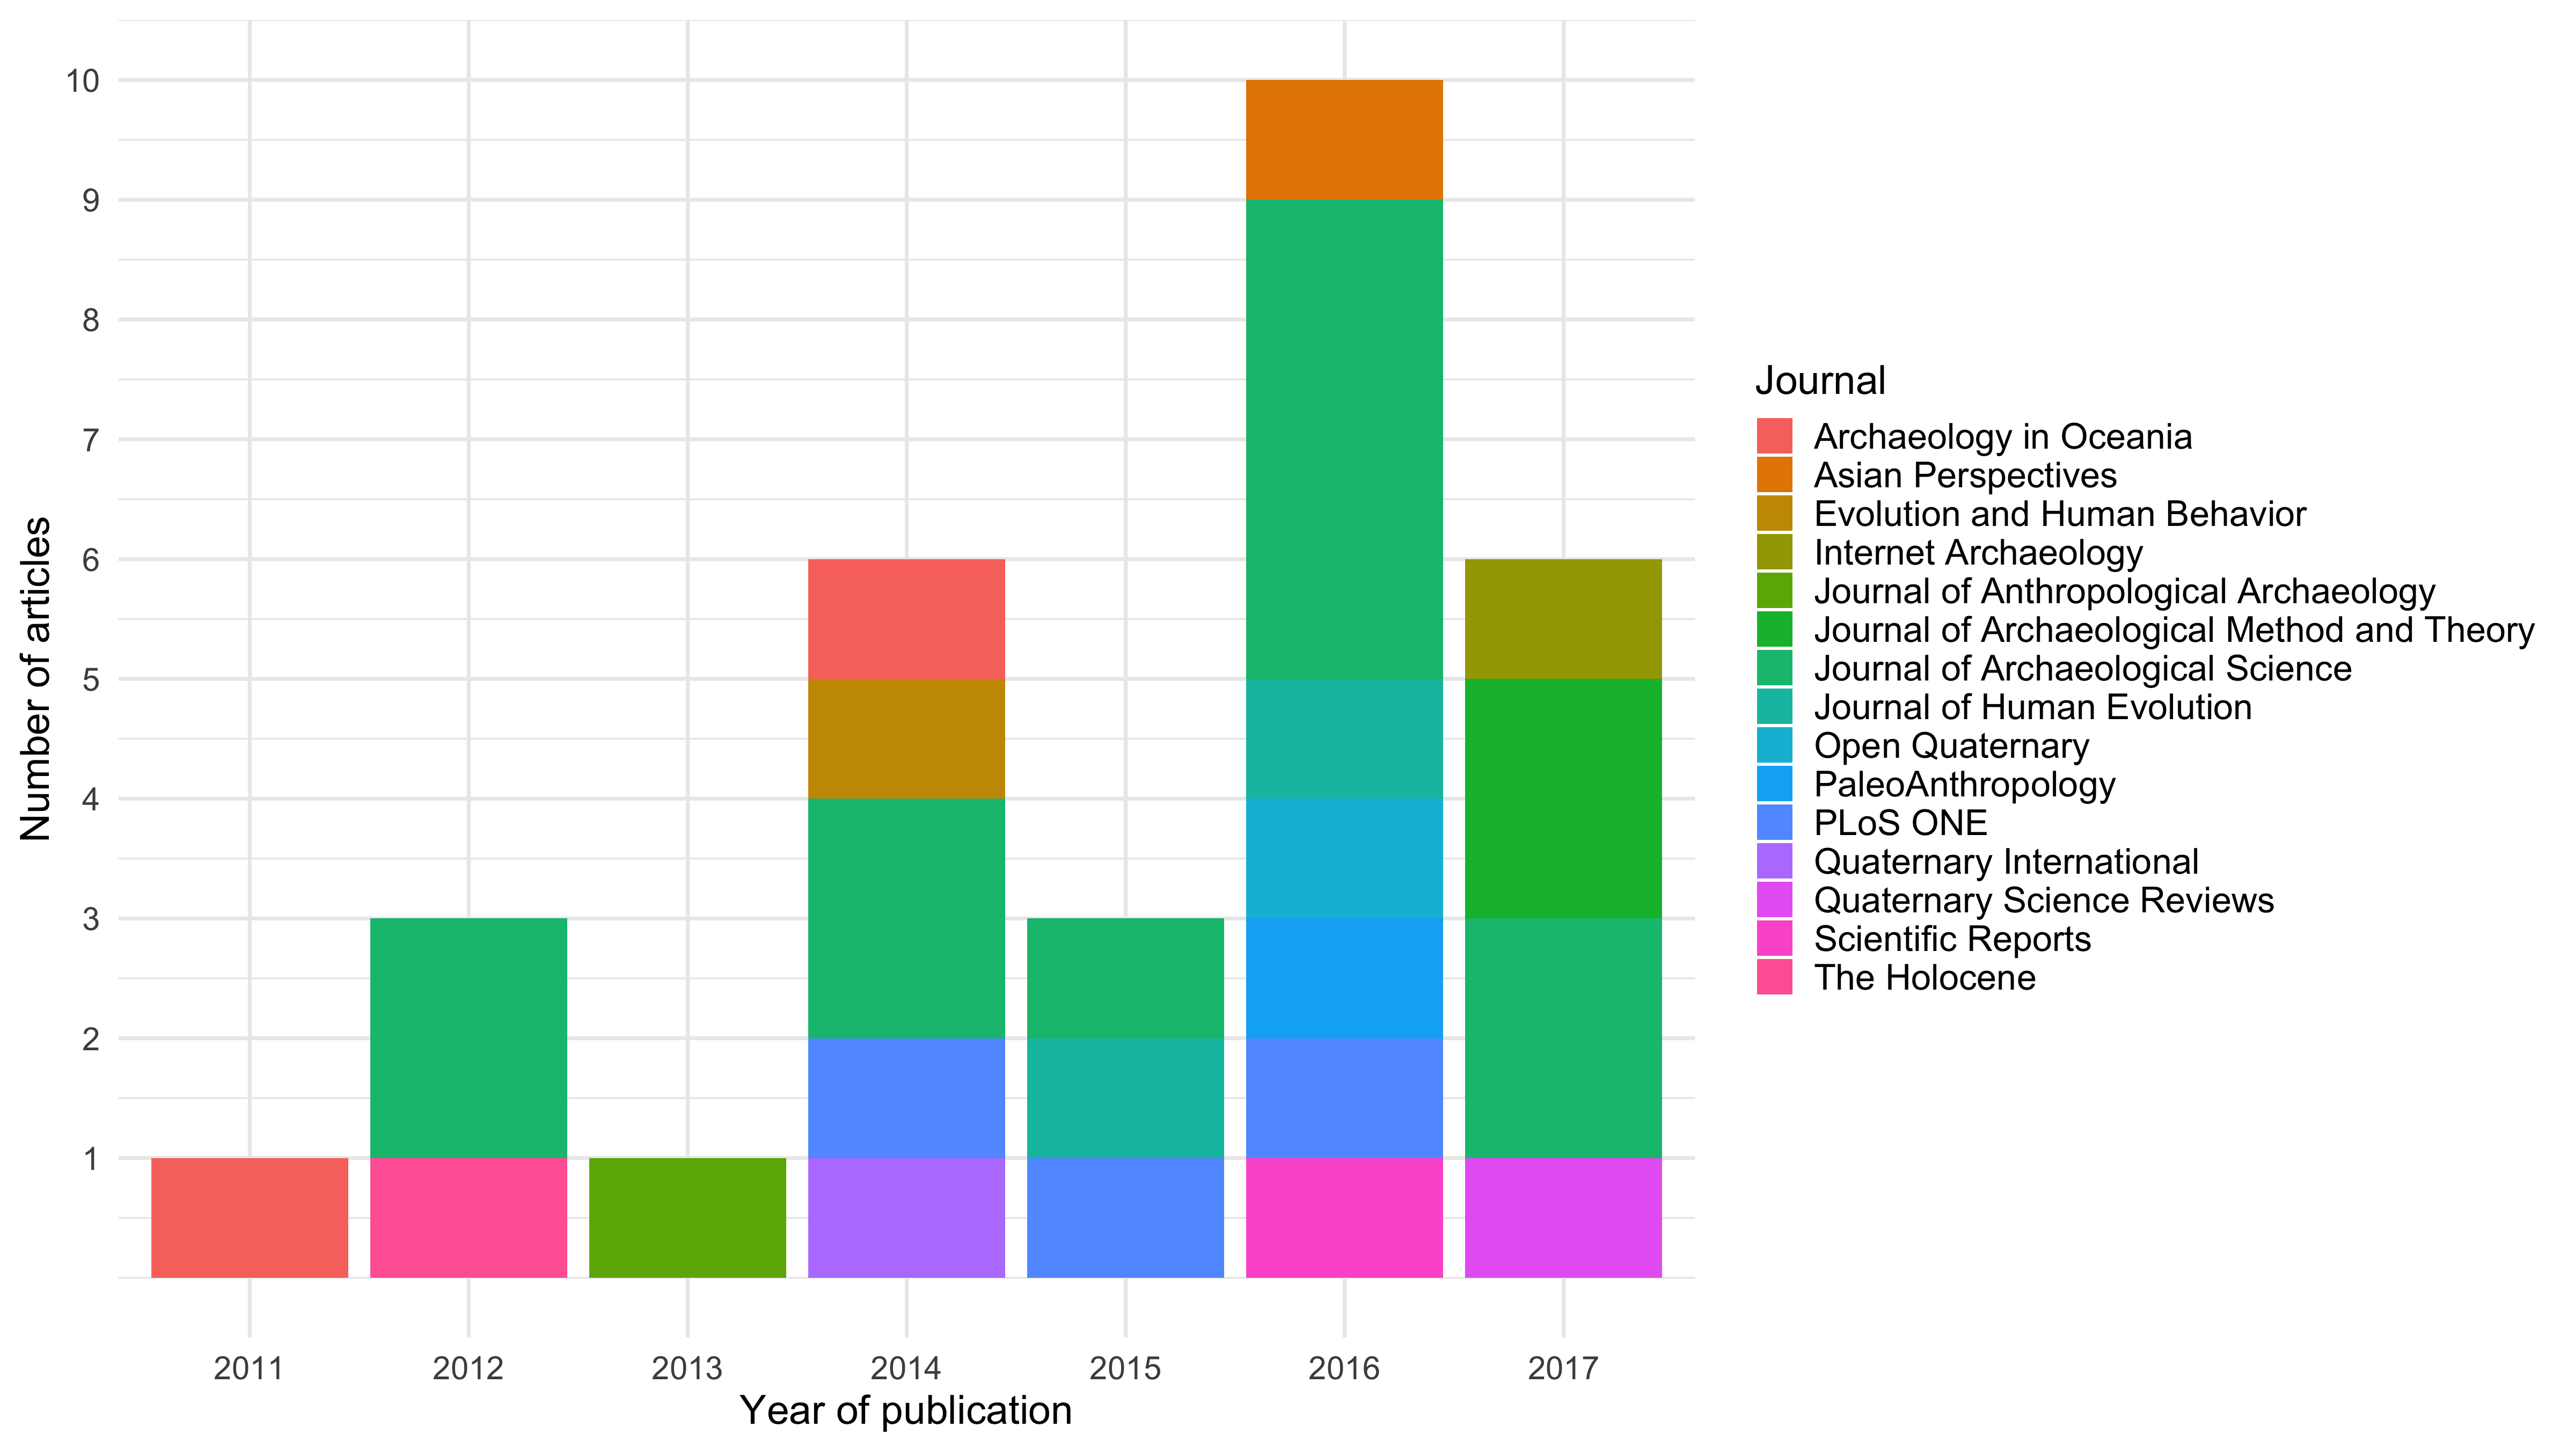 10
9
8
7
6
5
4
3
2
1
Number of articles
2011 2012 2013 2014 2015 2016 2017
Year of publication
Journal
Archaeology in Oceania
Asian Perspectives
Evolution and Human Behavior
Internet Archaeology
Journal of Anthropological Archaeology
Journal of Archaeological Method and Theory
Journal of Archaeological Science
Journal of Human Evolution
Open Quaternary
PaleoAnthropology
PLoS ONE
Quaternary International
Quaternary Science Reviews
Scientific Reports
The Holocene